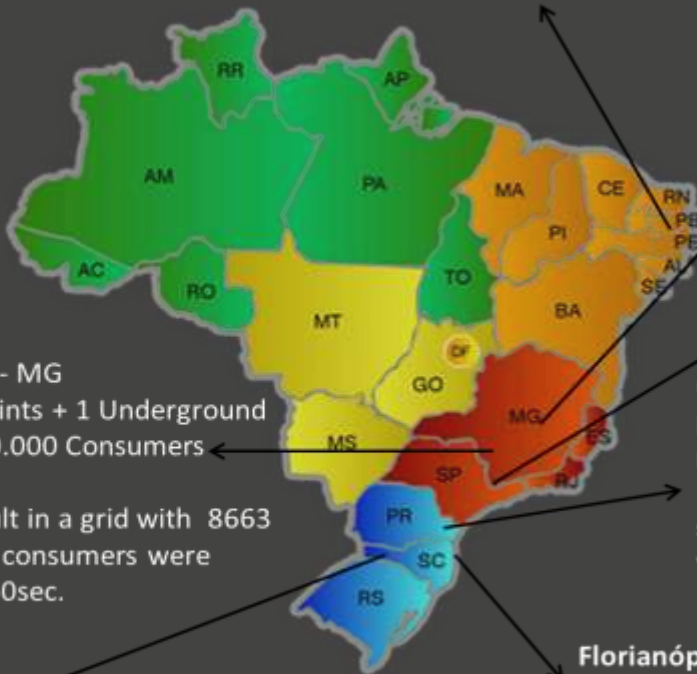 RR
AP
AM
PA
MA
CE
RN
PI
PE
AL
SE
AC
RO
TO
BA
MT
DF
GO
- MG
ints + 1 Underground
0.000 Consumers
MG
ES
MS
SP
RJ
ult in a grid with 8663
consumers were
0sec.
PR
SC
RS
Florianóp